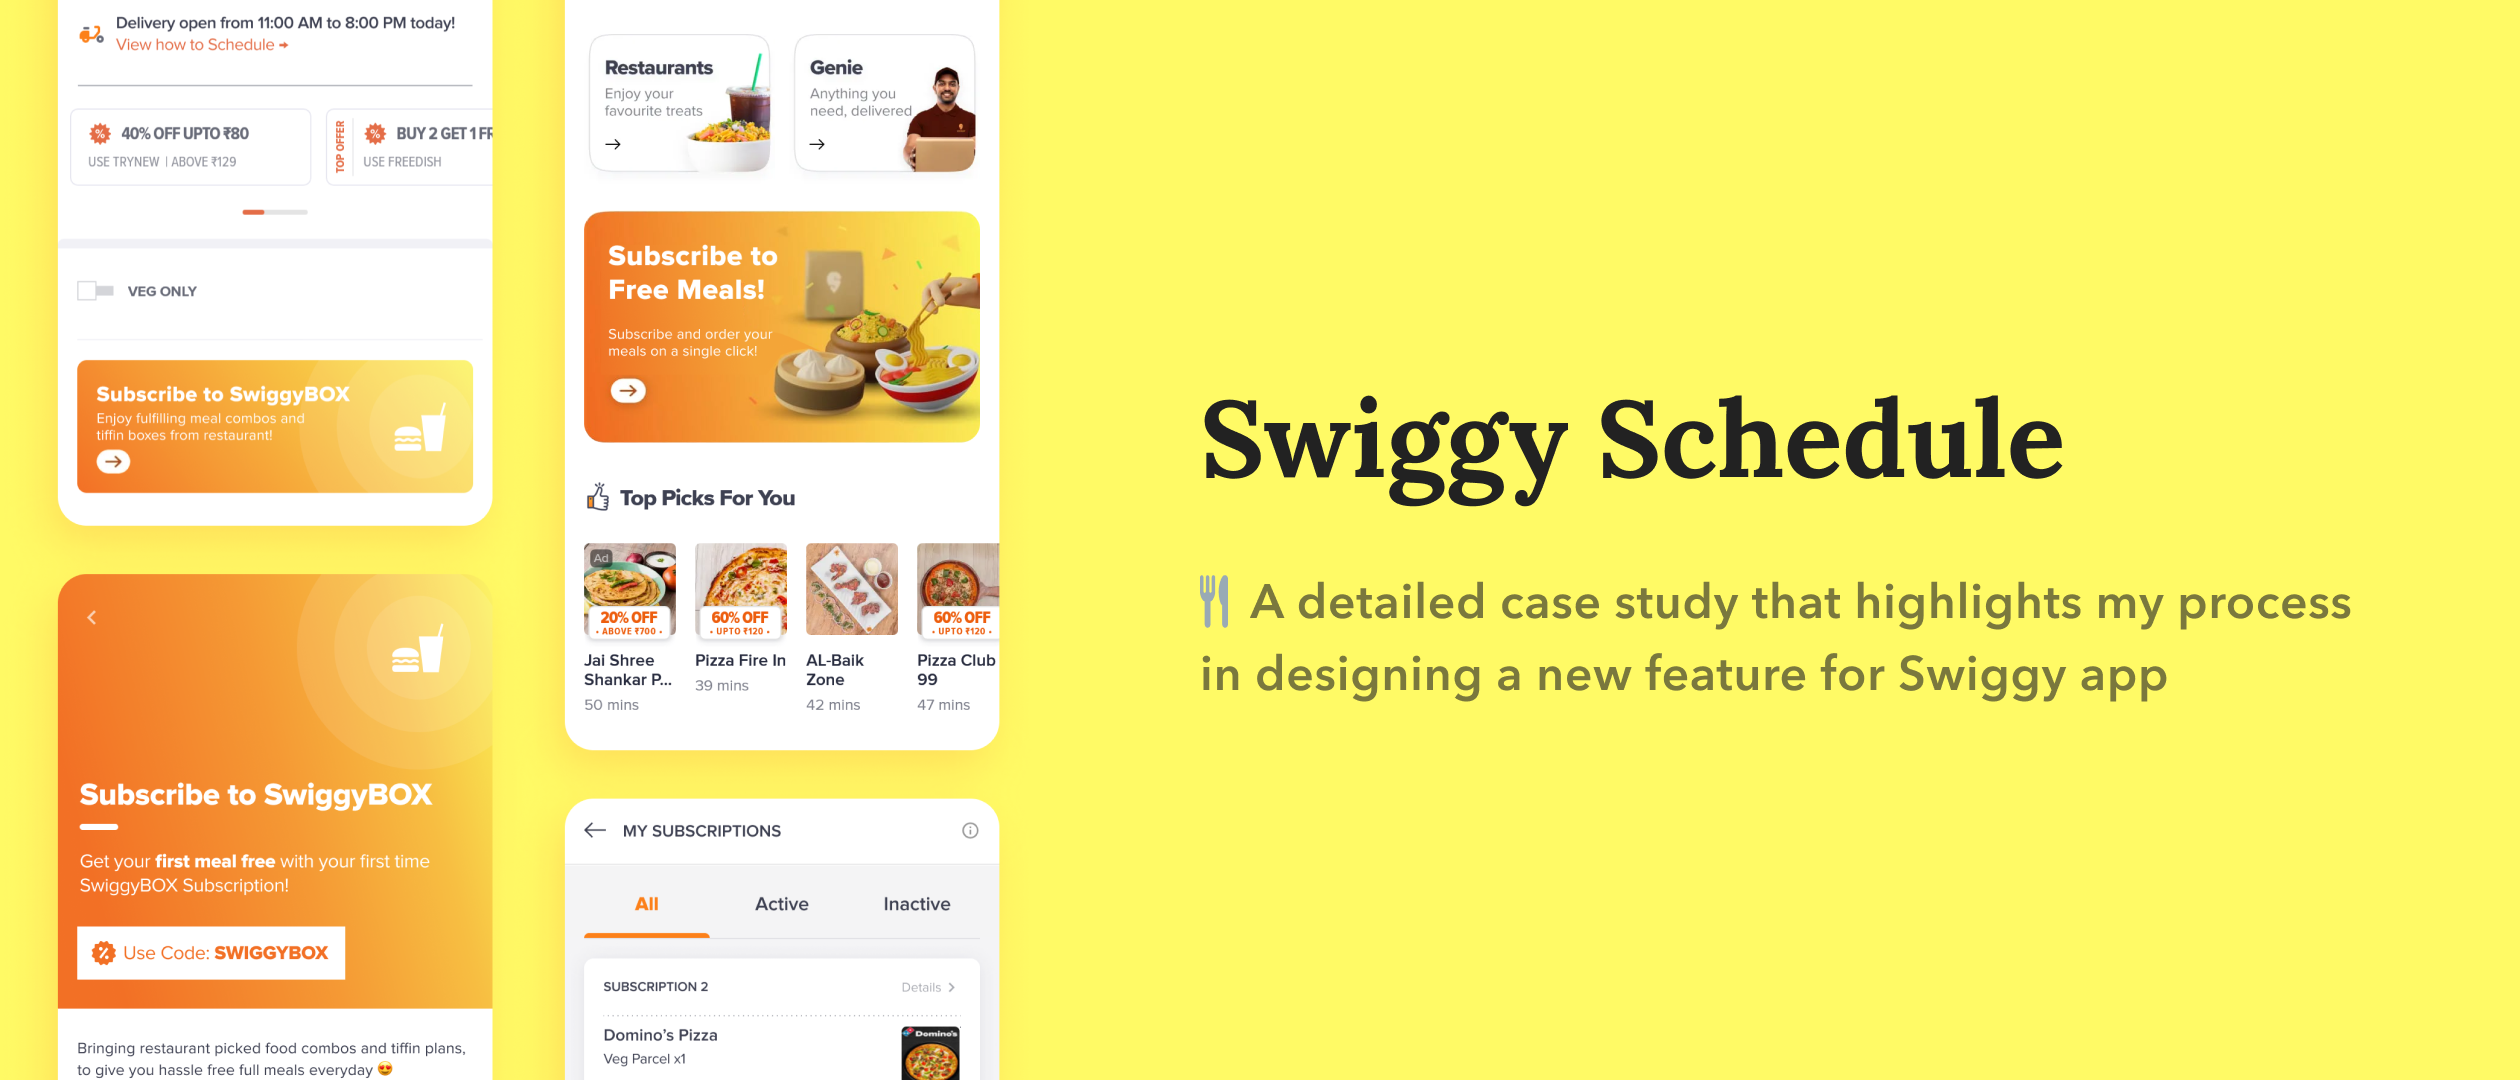 Delivery open from 11:00 AM to 8:00 PM today!
View how to Schedule →
40% OFF UPTO ₹80
USE TRYNEW | ABOVE ₹129
TOP OFFER
BUY 2 GET 1 FR
USE FREEDISH
VEG ONLY
Subscribe to SwiggyBOX
Enjoy fulfilling meal combos and
tiffin boxes from restaurant!
Subscribe to SwiggyBOX
Get your first meal free with your first time
SwiggyBOX Subscription!
Use Code: SWIGGYBOX
Bringing restaurant picked food combos and tiffin plans,
to give you hassle free full meals everyday 😍
Restaurants
Enjoy your
favourite treats
Genie
Anything you
need, delivered
Subscribe to
Free Meals!
Subscribe and order your
meals on a single click!
Top Picks For You
Ad
20% OFF
• ABOVE ₹700 •
Jai Shree
Shankar P...
50 mins
60% OFF
• UPTO ₹120 •
Pizza Fire In
39 mins
AL-Baik
Zone
42 mins
60% OFF
• UPTO ₹120 •
Pizza Club
99
47 mins
MY SUBSCRIPTIONS
All
Active
Inactive
SUBSCRIPTION 2
Details >
Domino's Pizza
Veg Parcel x1
Domino's
Swiggy Schedule
🍴 A detailed case study that highlights my process
in designing a new feature for Swiggy app